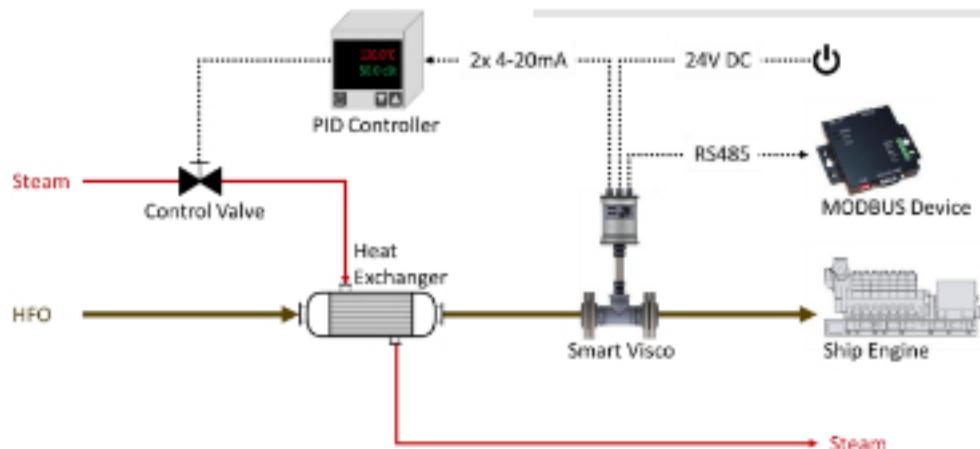 2x 4-20mA
24V DC
PID Controller
RS485
Steam
Control Valve
MODBUS Device
Heat
Exchanger
HFO
Smart Visco
Ship Engine
Steam